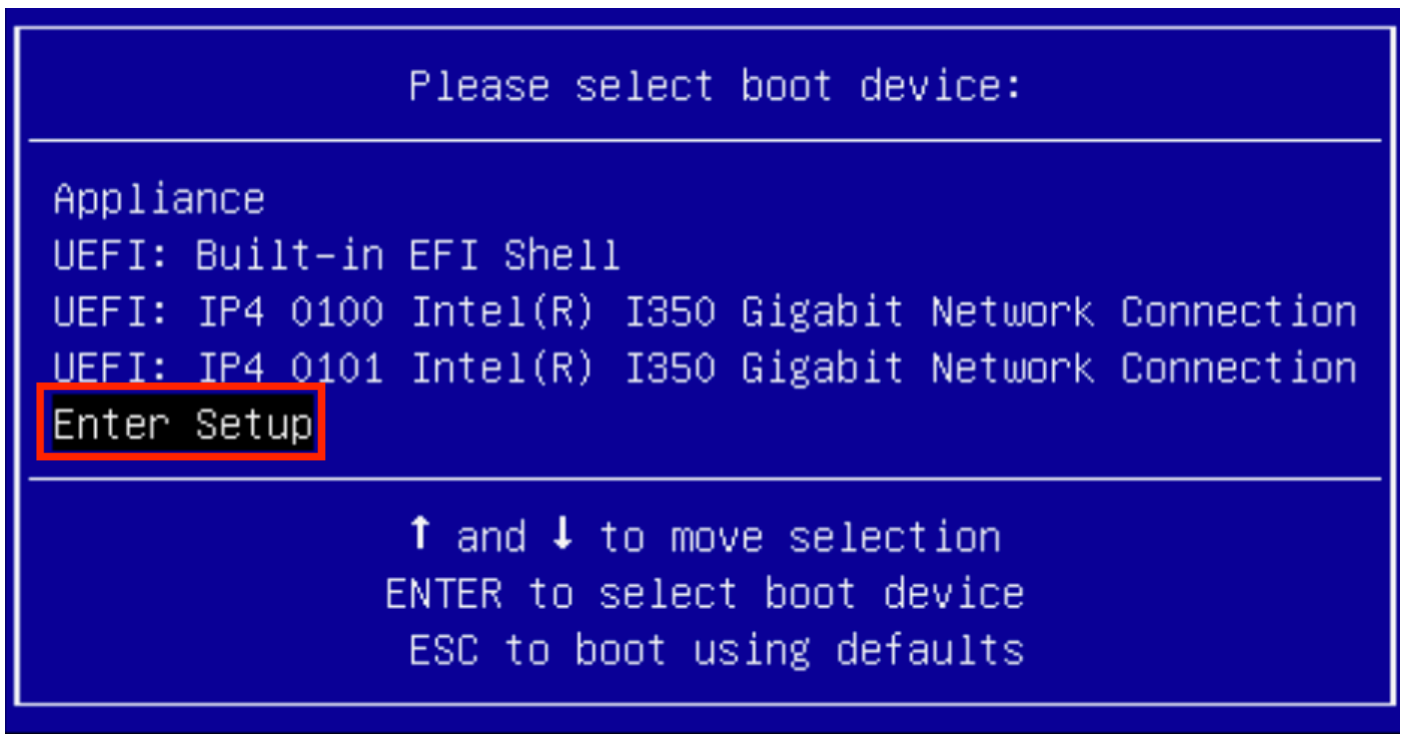 Please select boot device:
Appliance
UEFI: Built-in EFI Shell
UEFI: IP4 0100 Intel(R) I350 Gigabit Network Connection
UEFI: IP4 0101 Intel(R) I350 Gigabit Network Connection
Enter Setup
↑ and ↓ to move selection
ENTER to select boot device
ESC to boot using defaults